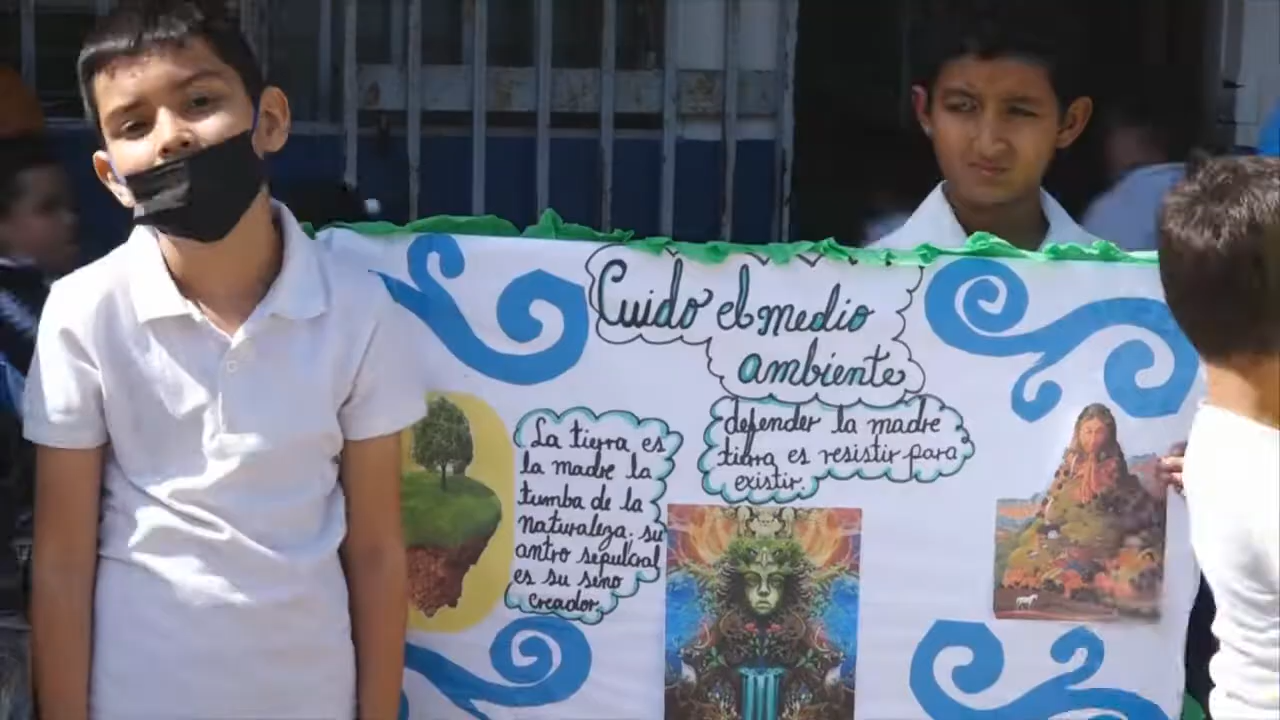 Cuido el medio
ambiente
La tierra es
la madre la
tumba de la
naturaleza; su
antro sepulcral
es su seno
creador.
defender la madre
tierra es resistir para
existir.